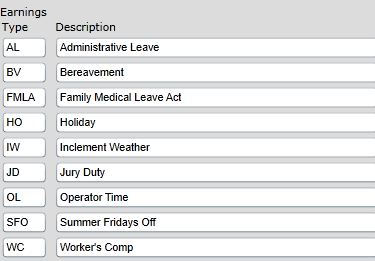 Earnings
Type Description
AL Administrative Leave
BV Bereavement
FMLA Family Medical Leave Act
HO Holiday
IW Inclement Weather
JD Jury Duty
OL Operator Time
SFO Summer Fridays Off
WC Worker's Comp